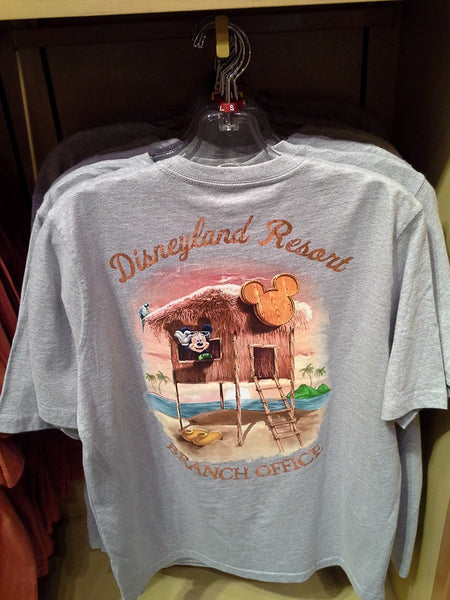 L S
Disneyland Resort
BRANCH OFFICE